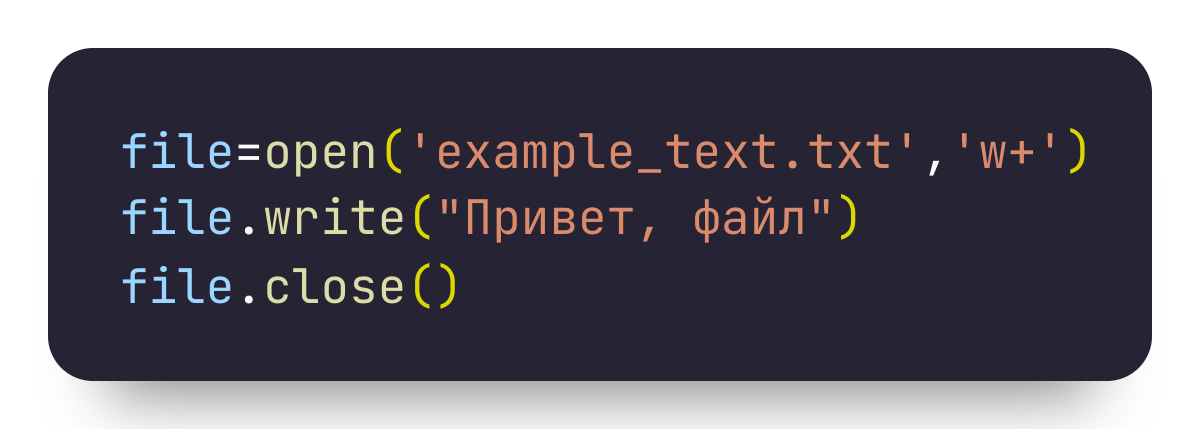 file=open('example_text.txt','w+')
file.write("Привет, файл")
file.close()